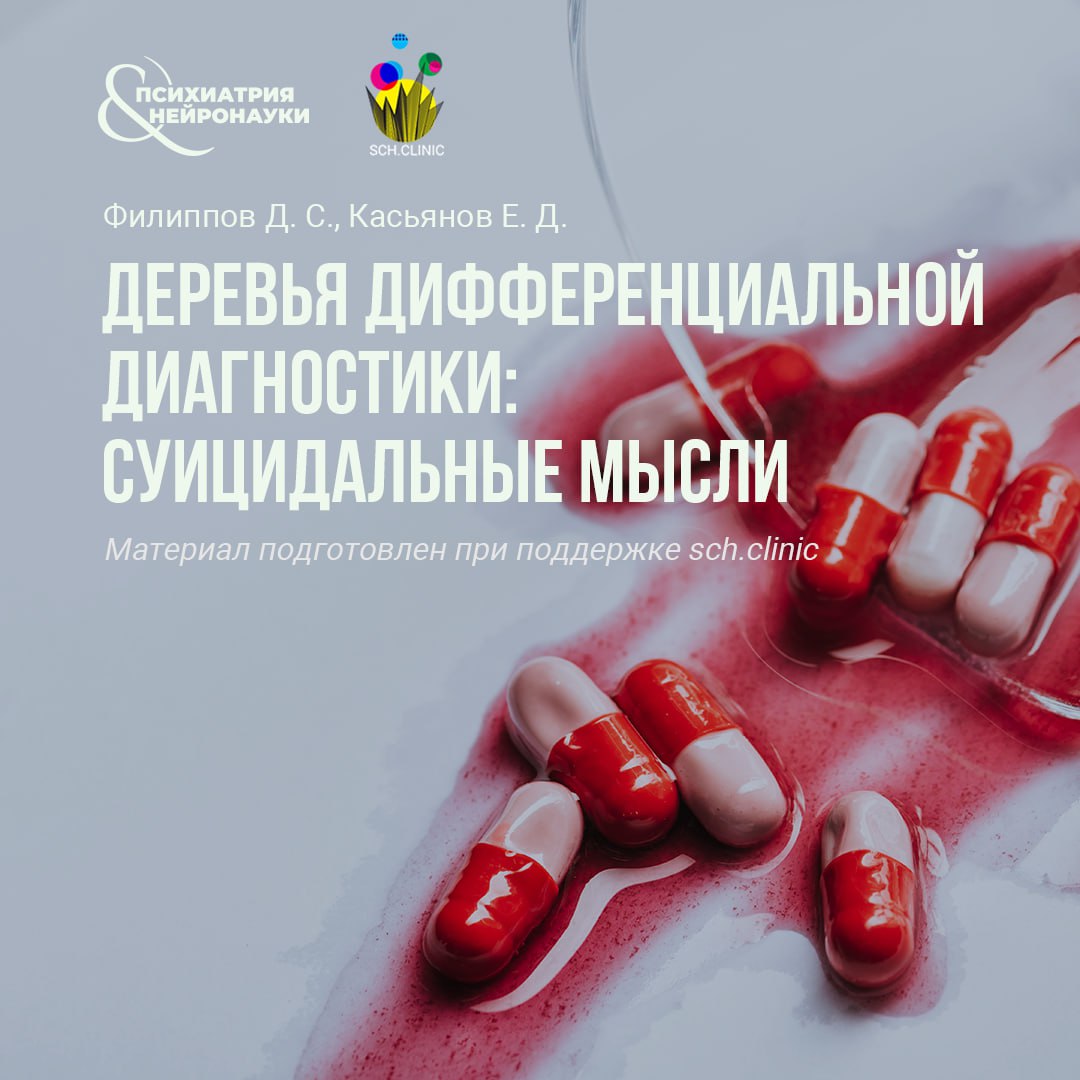 &ПСИХИАТРИЯ
НЕЙРОНАУКИ
SCH.CLINIC
Филиппов Д. С., Касьянов Е. Д.
ДЕРЕВЬЯ ДИФФЕРЕНЦИАЛЬНОЙ
ДИАГНОСТИКИ:
СУИЦИДАЛЬНЫЕ МЫСЛИ
Материал подготовлен при поддержке sch.clinic